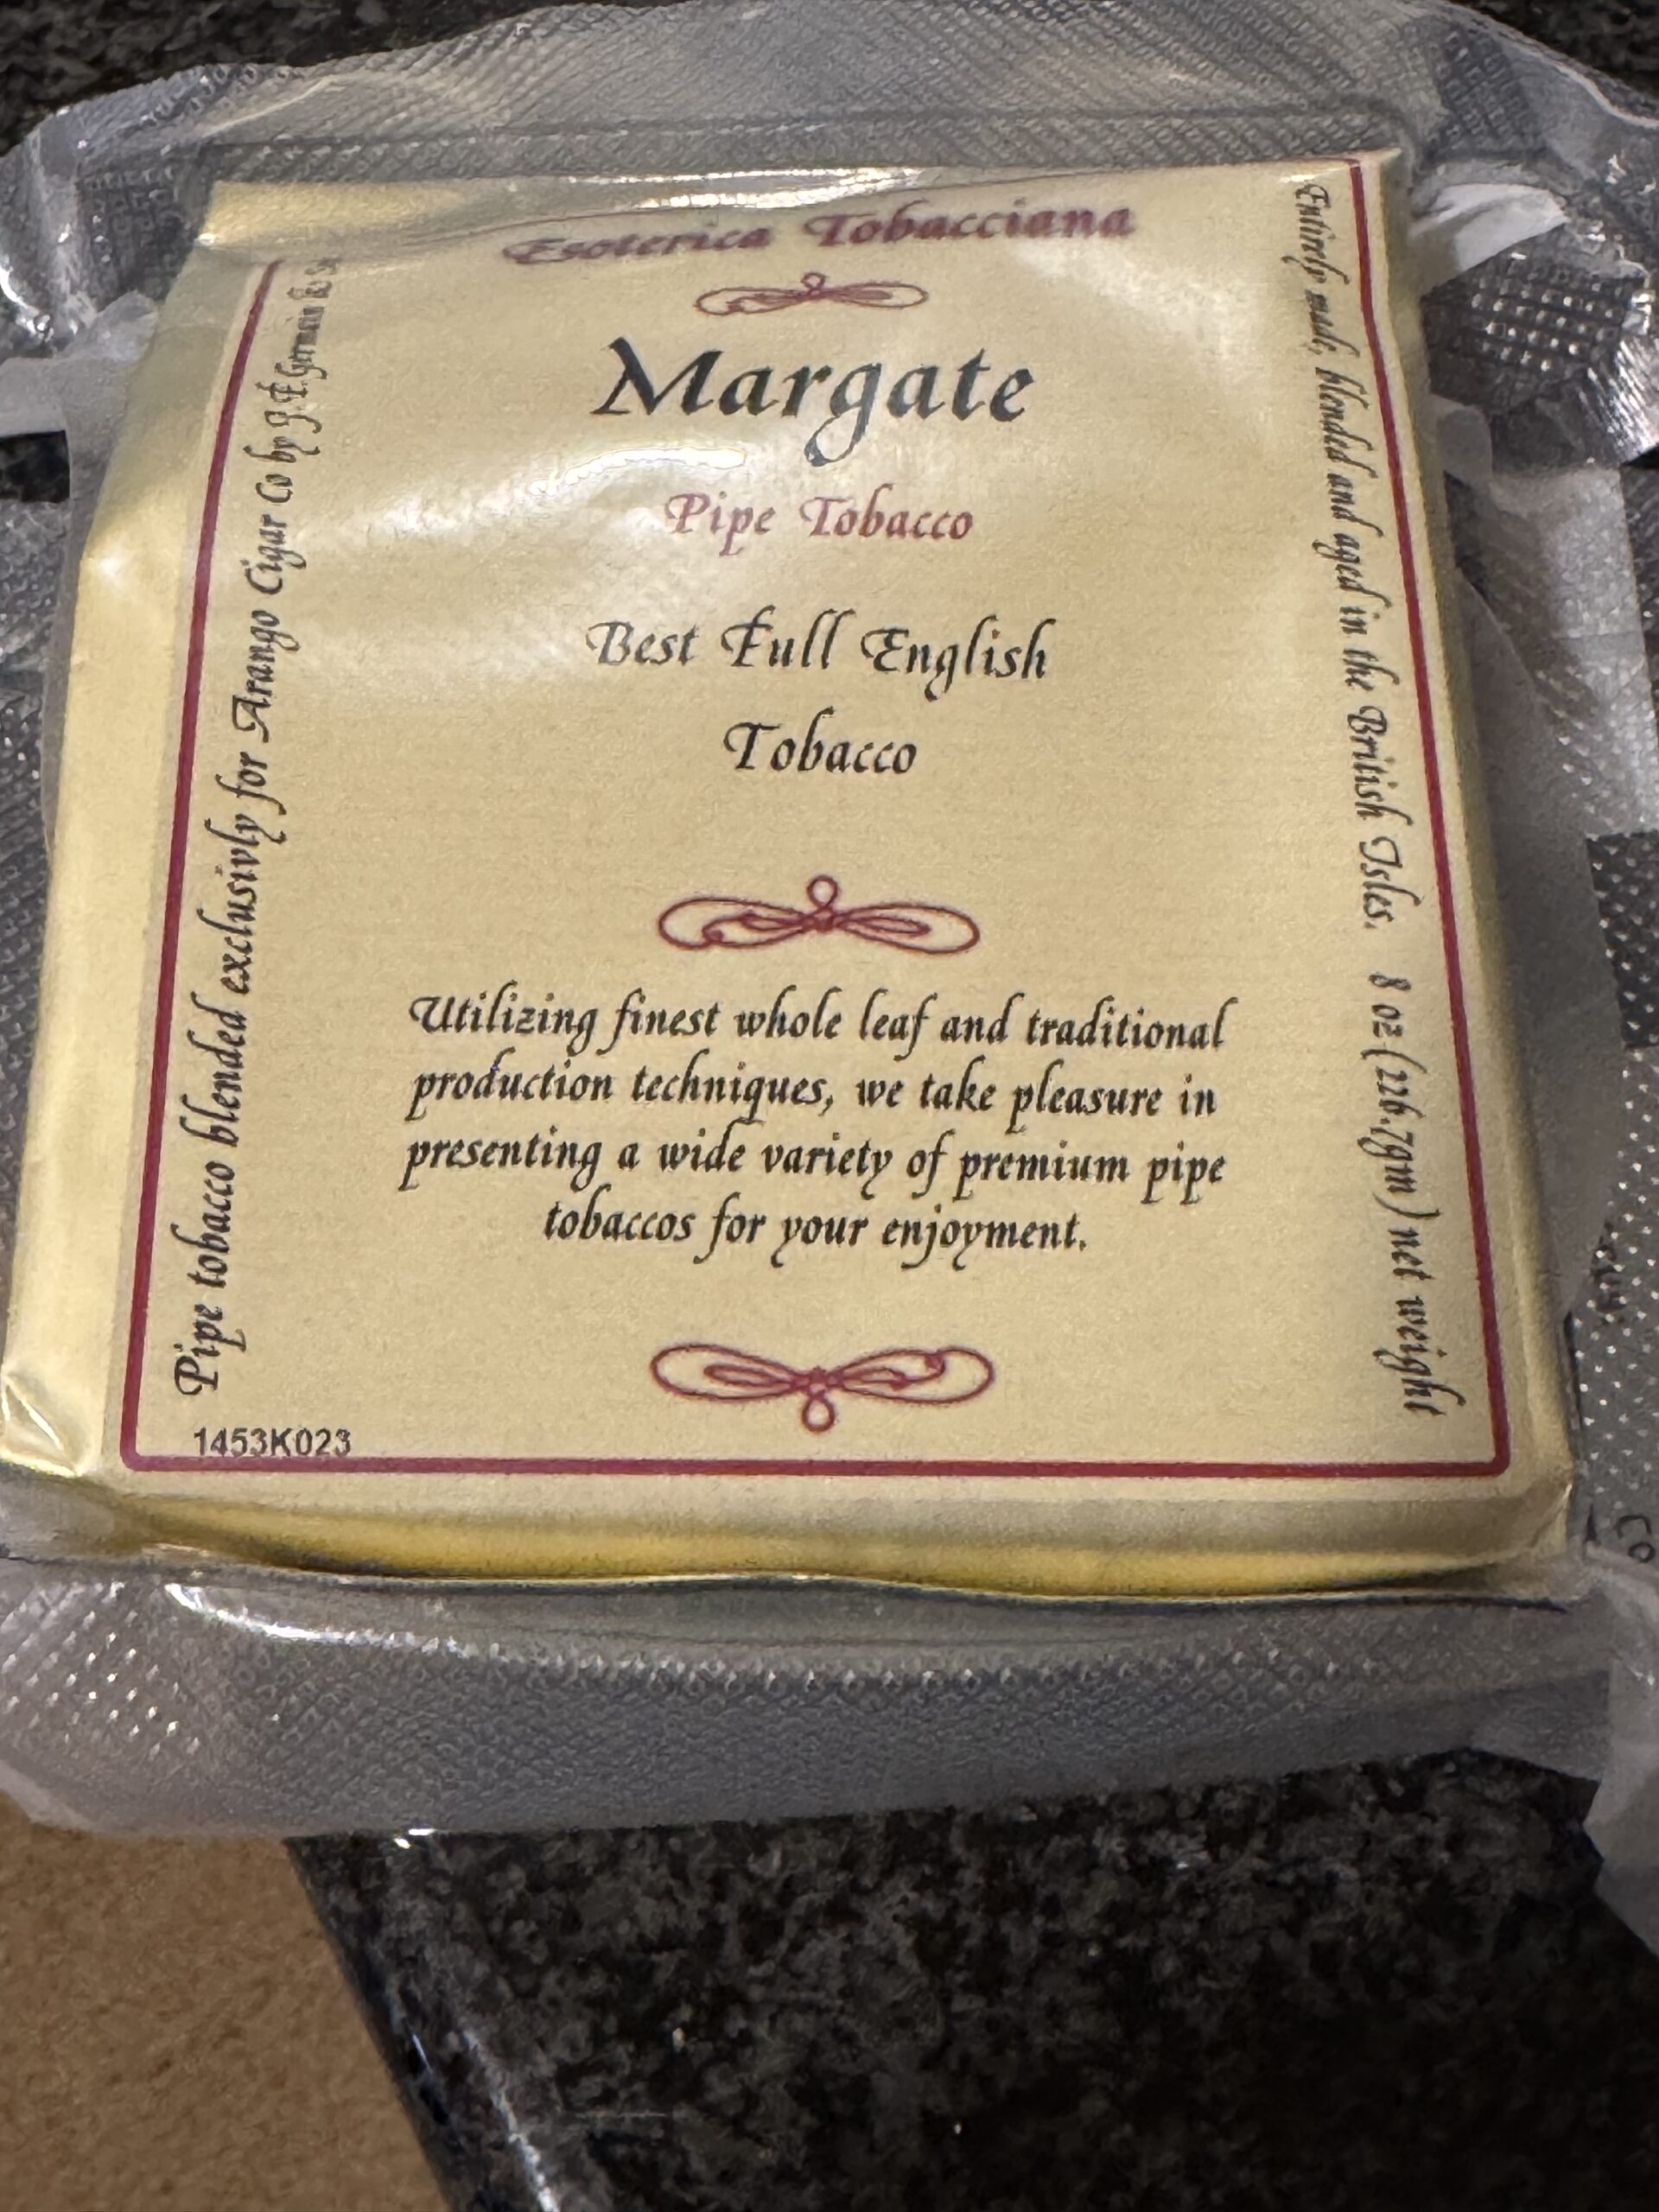 Esoterica Tobacciana
Margate
Pipe Tobacco
Best Full English
Tobacco
Utilizing finest whole leaf and traditional
production techniques, we take pleasure in
presenting a wide variety of premium pipe
tobaccos for your enjoyment.
Pipe tobacco blended exclusivly for Arango Cigar Co by J.F. Germain &
Entirely made, blended and aged in the British Isles. 8 oz (226.79gm) net weight
1453K023